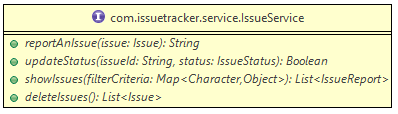 I com.issuetracker.service.IssueService
reportAnIssue(issue: Issue): String
updateStatus(issueId: String, status: IssueStatus): Boolean
showIssues(filterCriteria: Map<Character,Object>): List<IssueReport>
deleteIssues(): List<Issue>